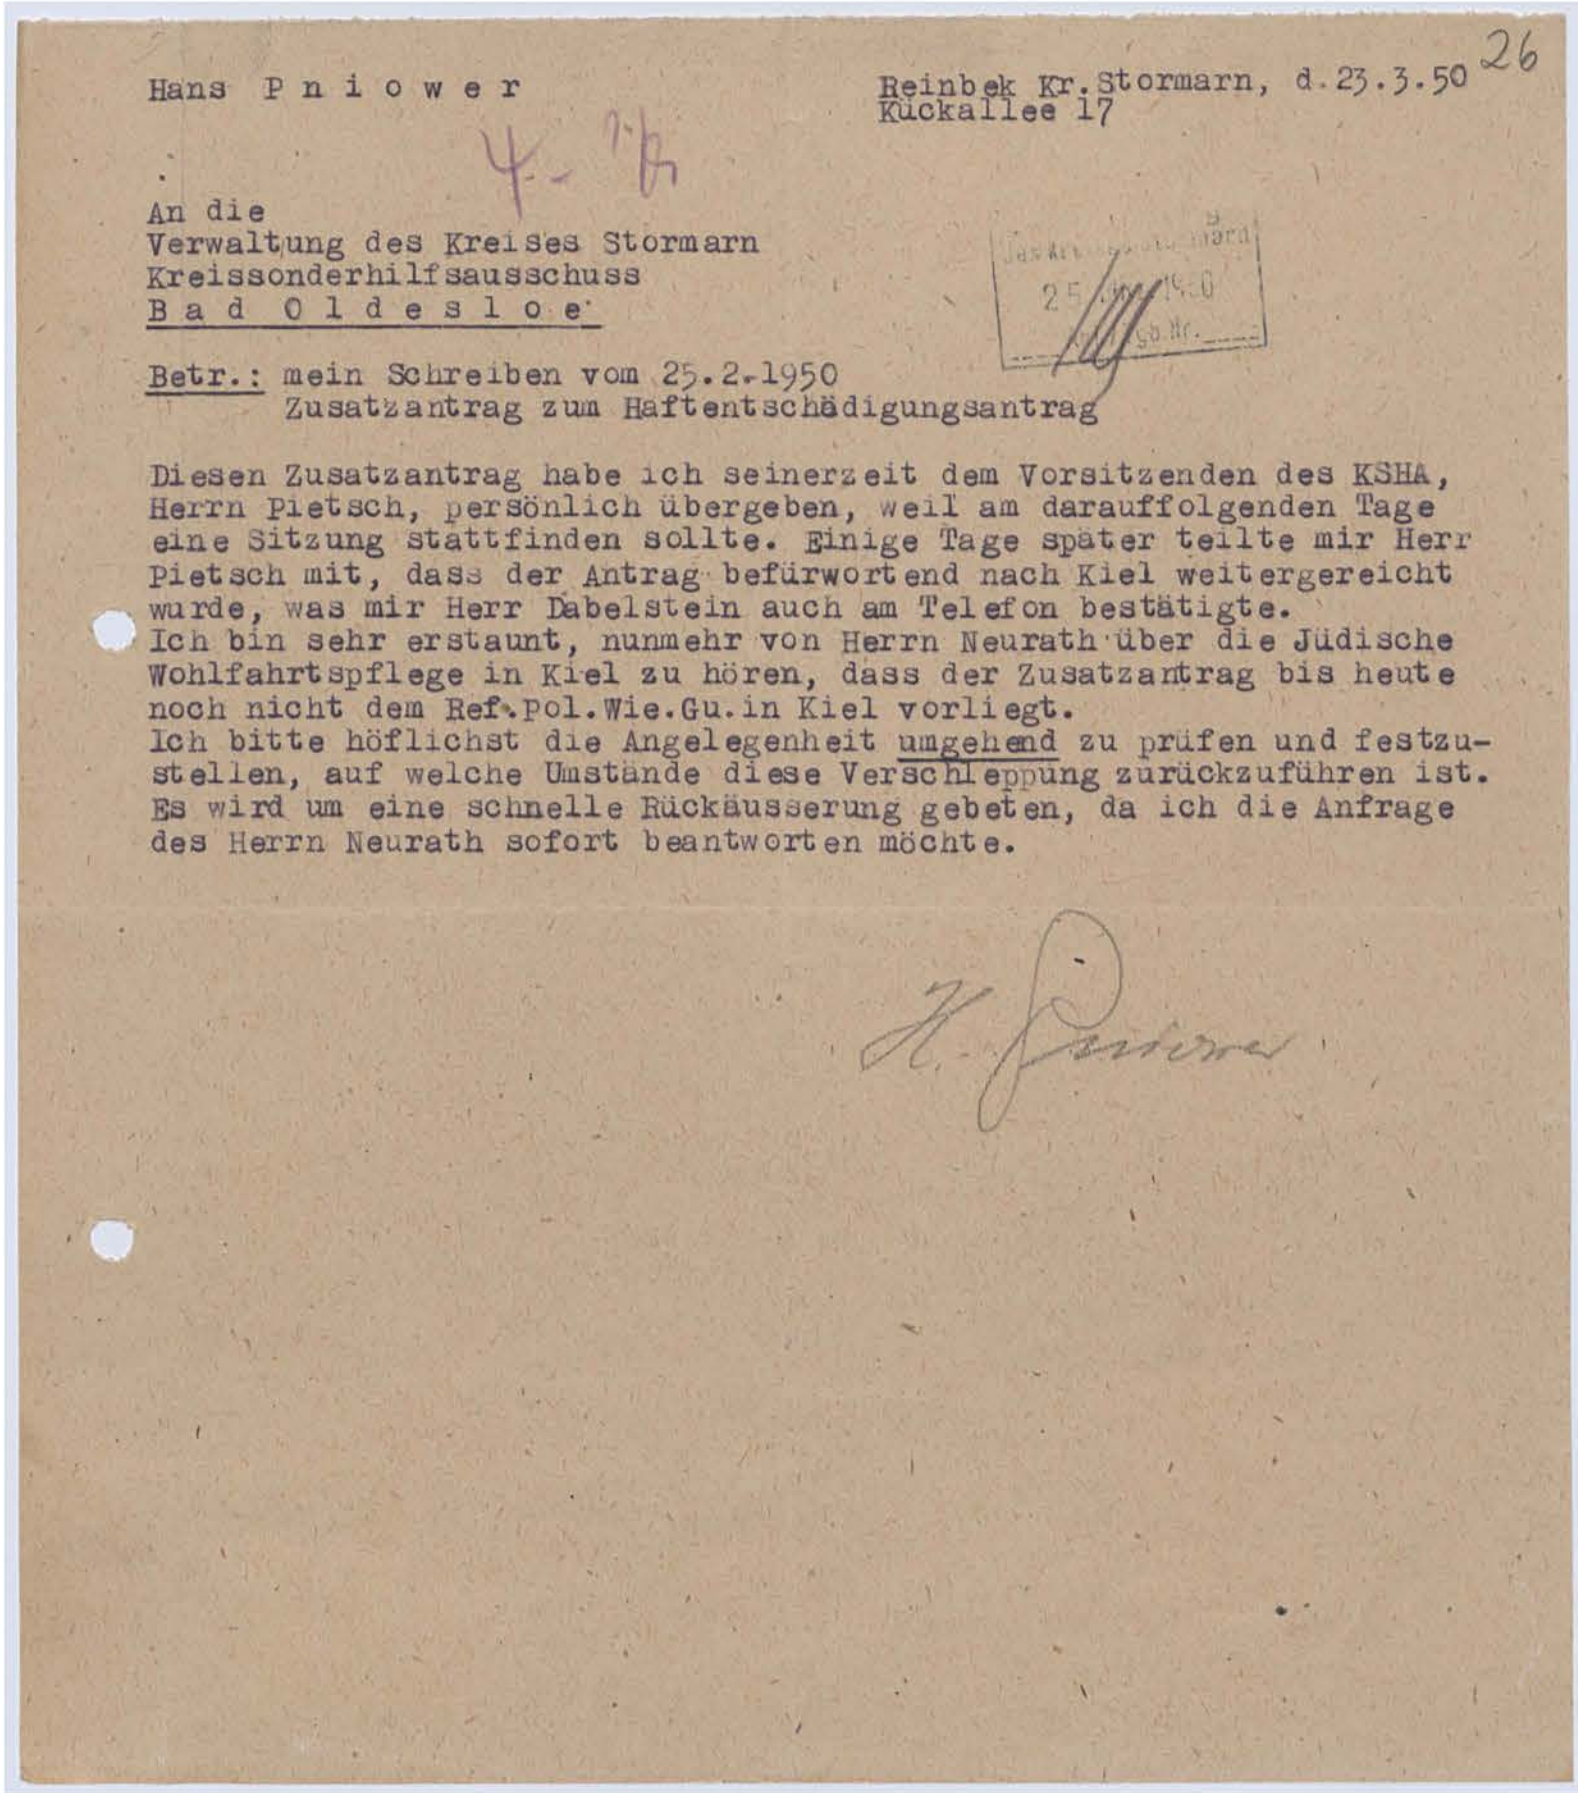 26
Hans Pniower
Reinbek Kr.Stormarn, d.23.3.50
Kückallee 17
An die
Verwaltung des Kreises Stormarn
Kreissonderhilfsausschuss
Bad Oldesloe
25 1950
Betr.: mein Schreiben vom 25.2.1950
Zusatzantrag zum Haftentschädigungsantrag
Diesen Zusatzantrag habe ich seinerzeit dem Vorsitzenden des KSHA,
Herrn Pietsch, persönlich übergeben, weil am darauffolgenden Tage
eine Sitzung stattfinden sollte. Einige Tage später teilte mir Herr
Pietsch mit, dass der Antrag befürwortend nach Kiel weitergereicht
wurde, was mir Herr Dabelstein auch am Telefon bestätigte.
Ich bin sehr erstaunt, nunmehr von Herrn Neurath über die Jüdische
Wohlfahrtspflege in Kiel zu hören, dass der Zusatzantrag bis heute
noch nicht dem Ref.Pol.Wie.Gu.in Kiel vorliegt.
Ich bitte höflichst die Angelegenheit umgehend zu prüfen und festzu-
stellen, auf welche Umstände diese Verschleppung zurückzuführen ist.
Es wird um eine schnelle Rückäusserung gebeten, da ich die Anfrage
des Herrn Neurath sofort beantworten möchte.
H. Pniower